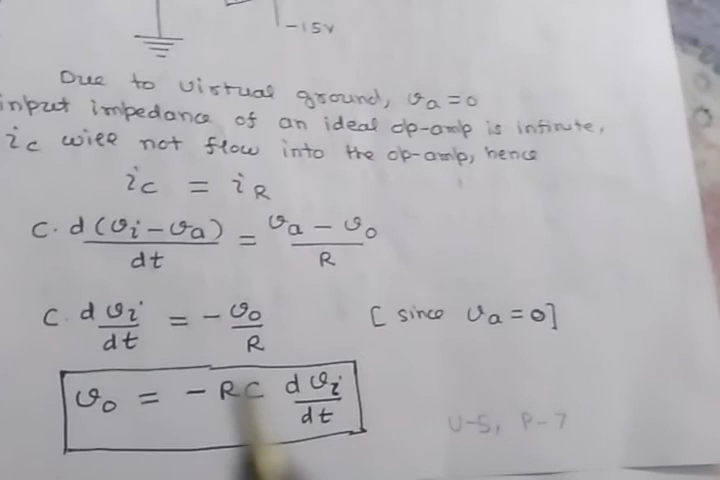 -15V
Due to virtual ground, va = 0
input impedance of an ideal op-amp is infinite,
ic will not flow into the op-amp, hence
ic = iR
C. d(vi - va)/dt = va - vo/R
C. dvi/dt = - vo/R [since va = 0]
vo = - RC dvi/dt
U-5, P-7